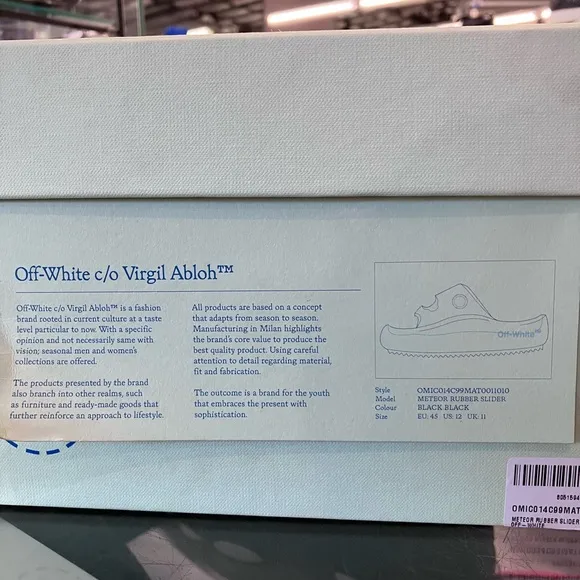 Off-White c/o Virgil Abloh™
Off-White c/o Virgil Abloh™ is a fashion
brand rooted in current culture at a taste
level particular to now. With a specific
opinion and not necessarily same with
vision; seasonal men and women's
collections are offered.
The products presented by the brand
also branch into other realms, such
as furniture and ready-made goods that
further reinforce an approach to lifestyle.
All products are based on a concept
that adapts from season to season.
Manufacturing in Milan highlights
the brand's core value to produce the
best quality product. Using careful
attention to detail regarding material,
fit and fabrication.
The outcome is a brand for the youth
that embraces the present with
sophistication.
Off-White™
Style OMIC014C99MAT0011010
Model METEOR RUBBER SLIDER
Colour BLACK BLACK
Size EU: 45 US: 12 UK: 11
OMIC014C99MAT
METEOR RUBBER SLIDER
OFF-WHITE